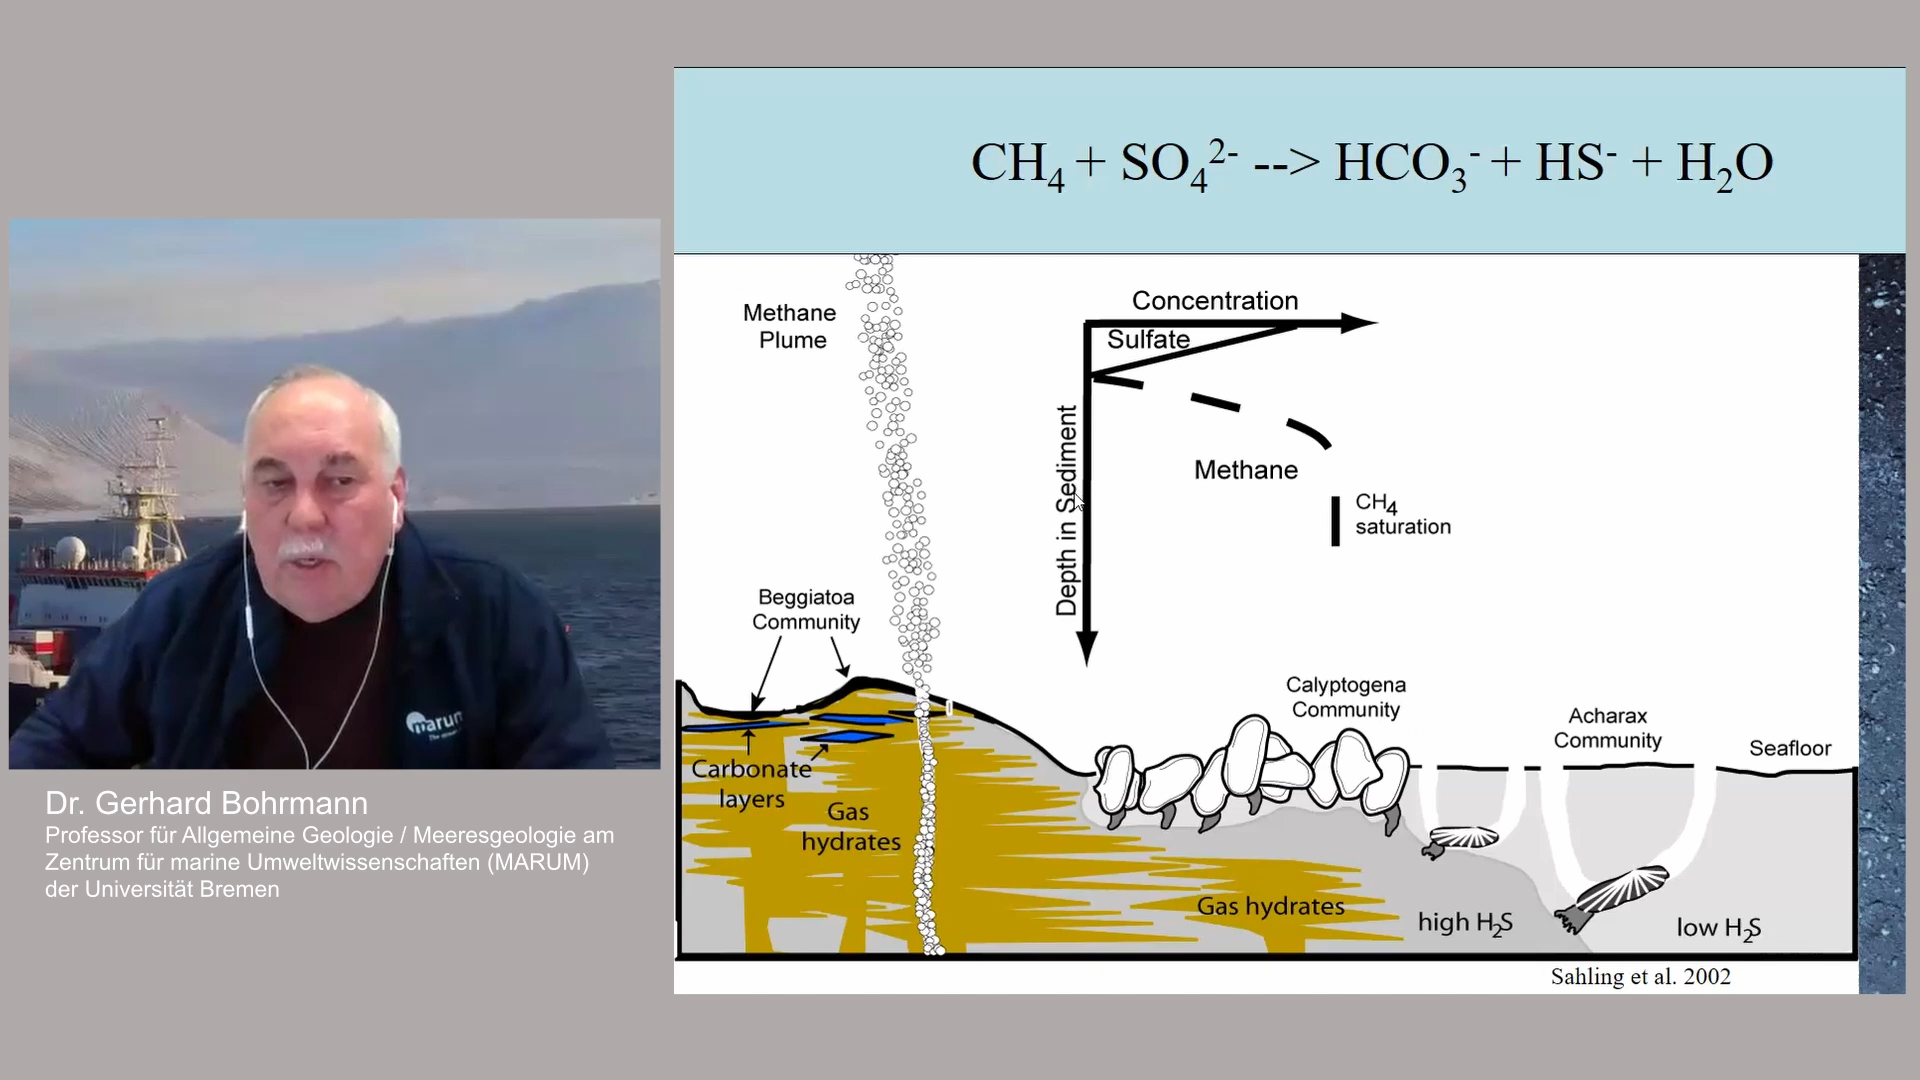 CH4 + SO4 2- --> HCO3- + HS- + H2O
Methane
Plume
Concentration
Sulfate
Depth in Sediment
Methane
CH4
saturation
Beggiatoa
Community
Carbonate
layers
Gas
hydrates
Calyptogena
Community
Acharax
Community
Seafloor
Gas hydrates
high H2S
low H2S
Sahling et al. 2002
marum
Dr. Gerhard Bohrmann
Professor für Allgemeine Geologie / Meeresgeologie am
Zentrum für marine Umweltwissenschaften (MARUM)
der Universität Bremen